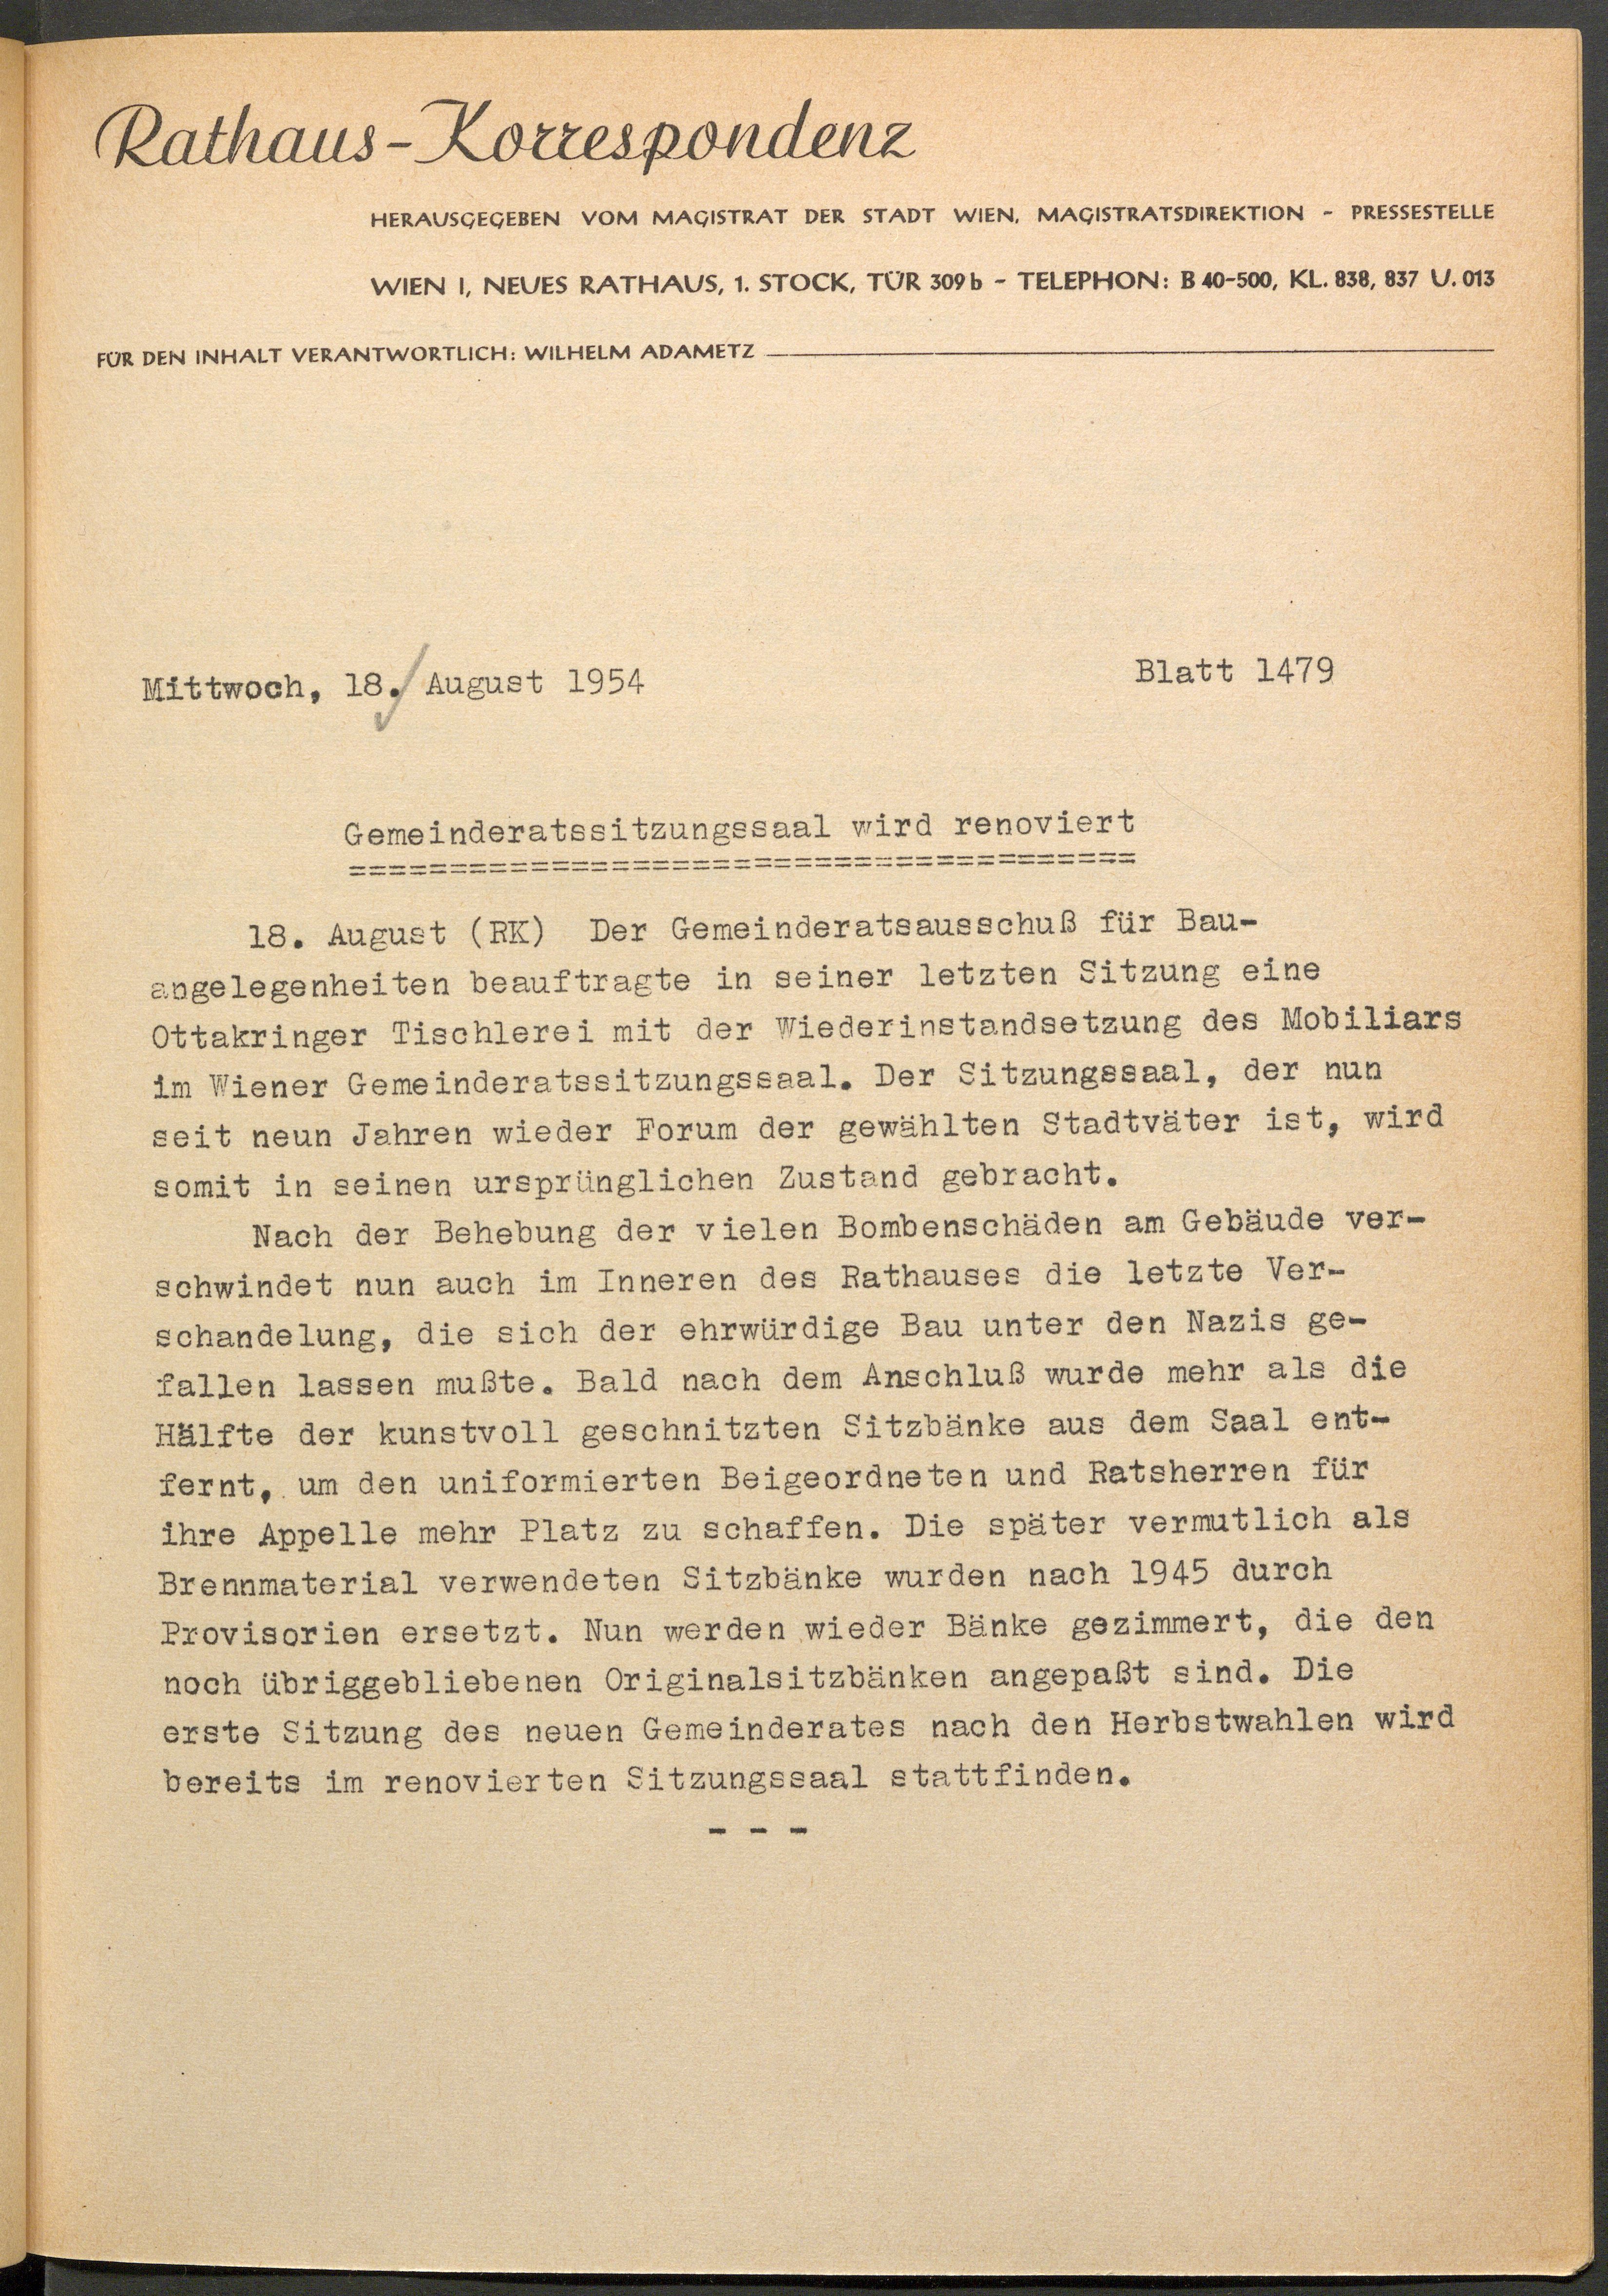 Rathaus-Korrespondenz
HERAUSGEGEBEN VOM MAGISTRAT DER STADT WIEN, MAGISTRATSDIREKTION - PRESSESTELLE
WIEN I, NEUES RATHAUS, 1. STOCK, TÜR 309 b - TELEPHON: B 40-500, KL. 838, 837 U. 013
FÜR DEN INHALT VERANTWORTLICH: WILHELM ADAMETZ
Mittwoch, 18. August 1954
Blatt 1479
Gemeinderatssitzungssaal wird renoviert
=======================================
18. August (RK) Der Gemeinderatsausschuß für Bau-
angelegenheiten beauftragte in seiner letzten Sitzung eine
Ottakringer Tischlerei mit der Wiederinstandsetzung des Mobiliars
im Wiener Gemeinderatssitzungssaal. Der Sitzungssaal, der nun
seit neun Jahren wieder Forum der gewählten Stadtväter ist, wird
somit in seinen ursprünglichen Zustand gebracht.
Nach der Behebung der vielen Bombenschäden am Gebäude ver-
schwindet nun auch im Inneren des Rathauses die letzte Ver-
schandelung, die sich der ehrwürdige Bau unter den Nazis ge-
fallen lassen mußte. Bald nach dem Anschluß wurde mehr als die
Hälfte der kunstvoll geschnitzten Sitzbänke aus dem Saal ent-
fernt, um den uniformierten Beigeordneten und Ratsherren für
ihre Appelle mehr Platz zu schaffen. Die später vermutlich als
Brennmaterial verwendeten Sitzbänke wurden nach 1945 durch
Provisorien ersetzt. Nun werden wieder Bänke gezimmert, die den
noch übriggebliebenen Originalsitzbänken angepaßt sind. Die
erste Sitzung des neuen Gemeinderates nach den Herbstwahlen wird
bereits im renovierten Sitzungssaal stattfinden.
- - -